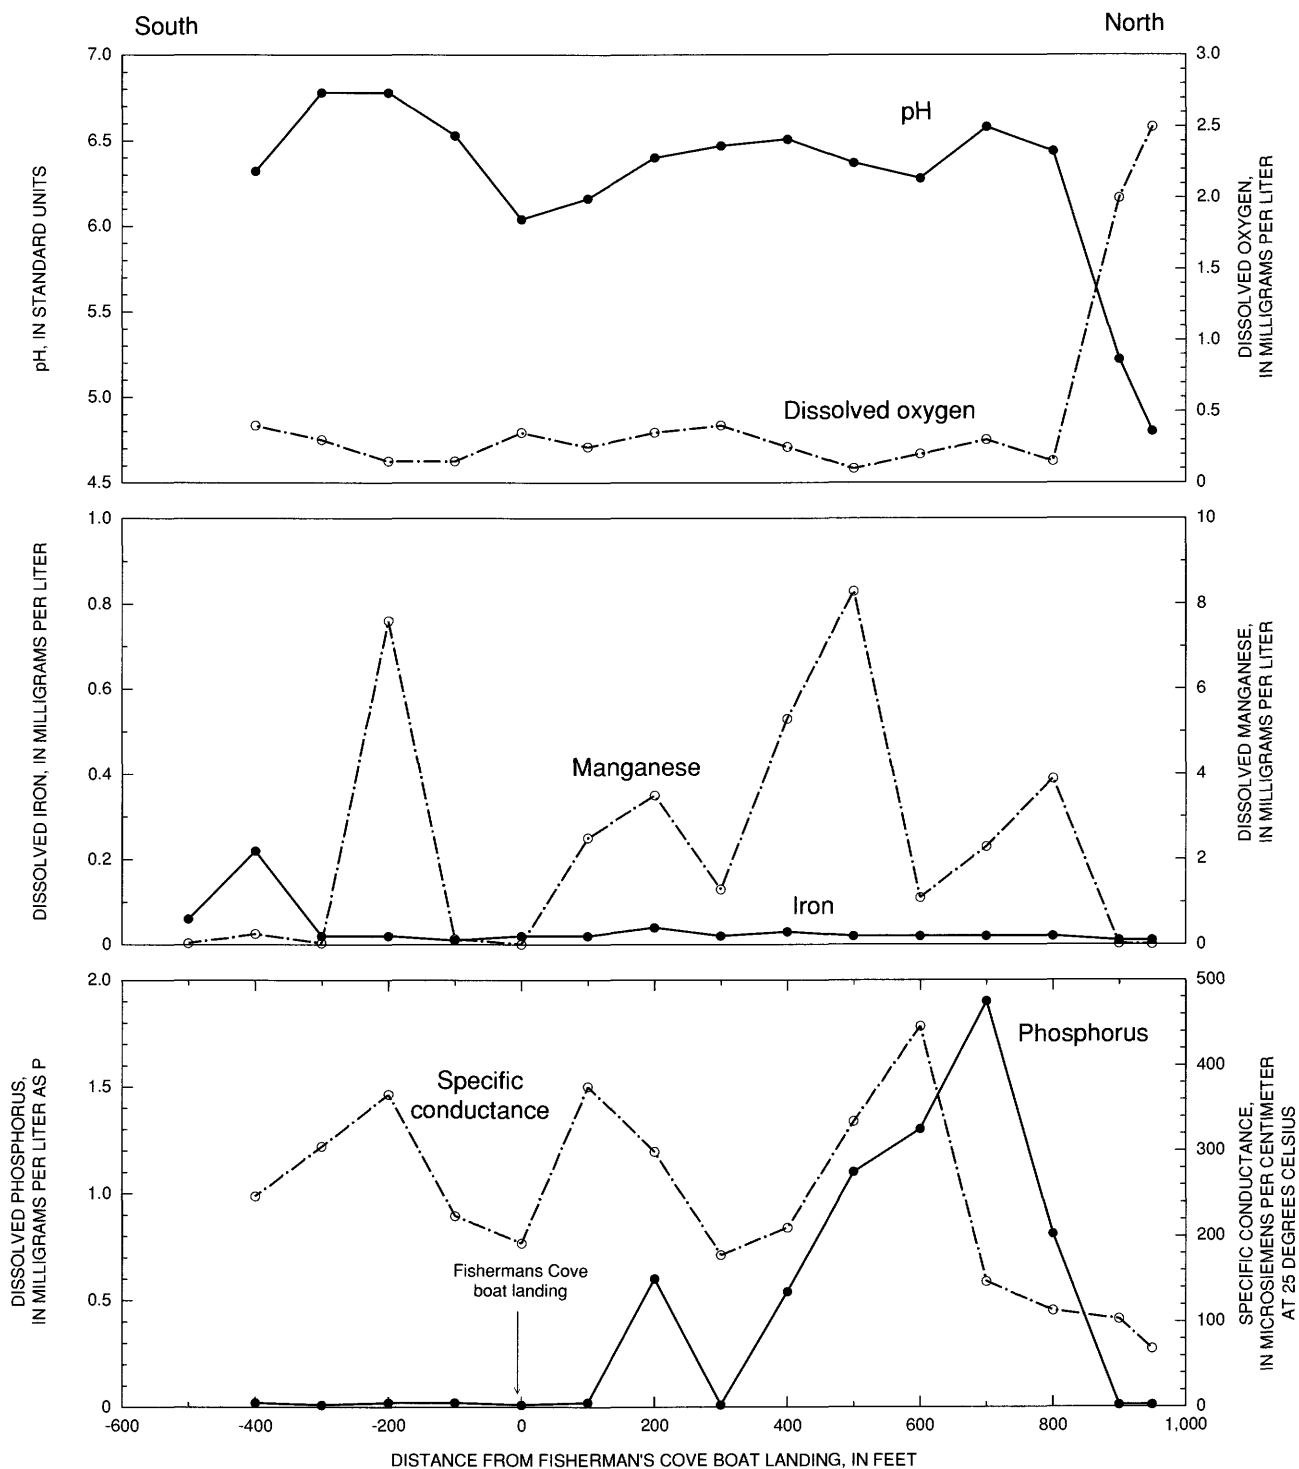 South
North
7.0
6.5
6.0
5.5
5.0
4.5
pH, IN STANDARD UNITS
pH
Dissolved oxygen
3.0
2.5
2.0
1.5
1.0
0.5
0
DISSOLVED OXYGEN,
IN MILLIGRAMS PER LITER
1.0
0.8
0.6
0.4
0.2
0
DISSOLVED IRON, IN MILLIGRAMS PER LITER
Manganese
Iron
10
8
6
4
2
0
DISSOLVED MANGANESE,
IN MILLIGRAMS PER LITER
2.0
1.5
1.0
0.5
0
DISSOLVED PHOSPHORUS,
IN MILLIGRAMS PER LITER AS P
Specific
conductance
Phosphorus
Fishermans Cove
boat landing
500
400
300
200
100
0
SPECIFIC CONDUCTANCE,
IN MICROSIEMENS PER CENTIMETER
AT 25 DEGREES CELSIUS
-600 -400 -200 0 200 400 600 800 1,000
DISTANCE FROM FISHERMAN'S COVE BOAT LANDING, IN FEET